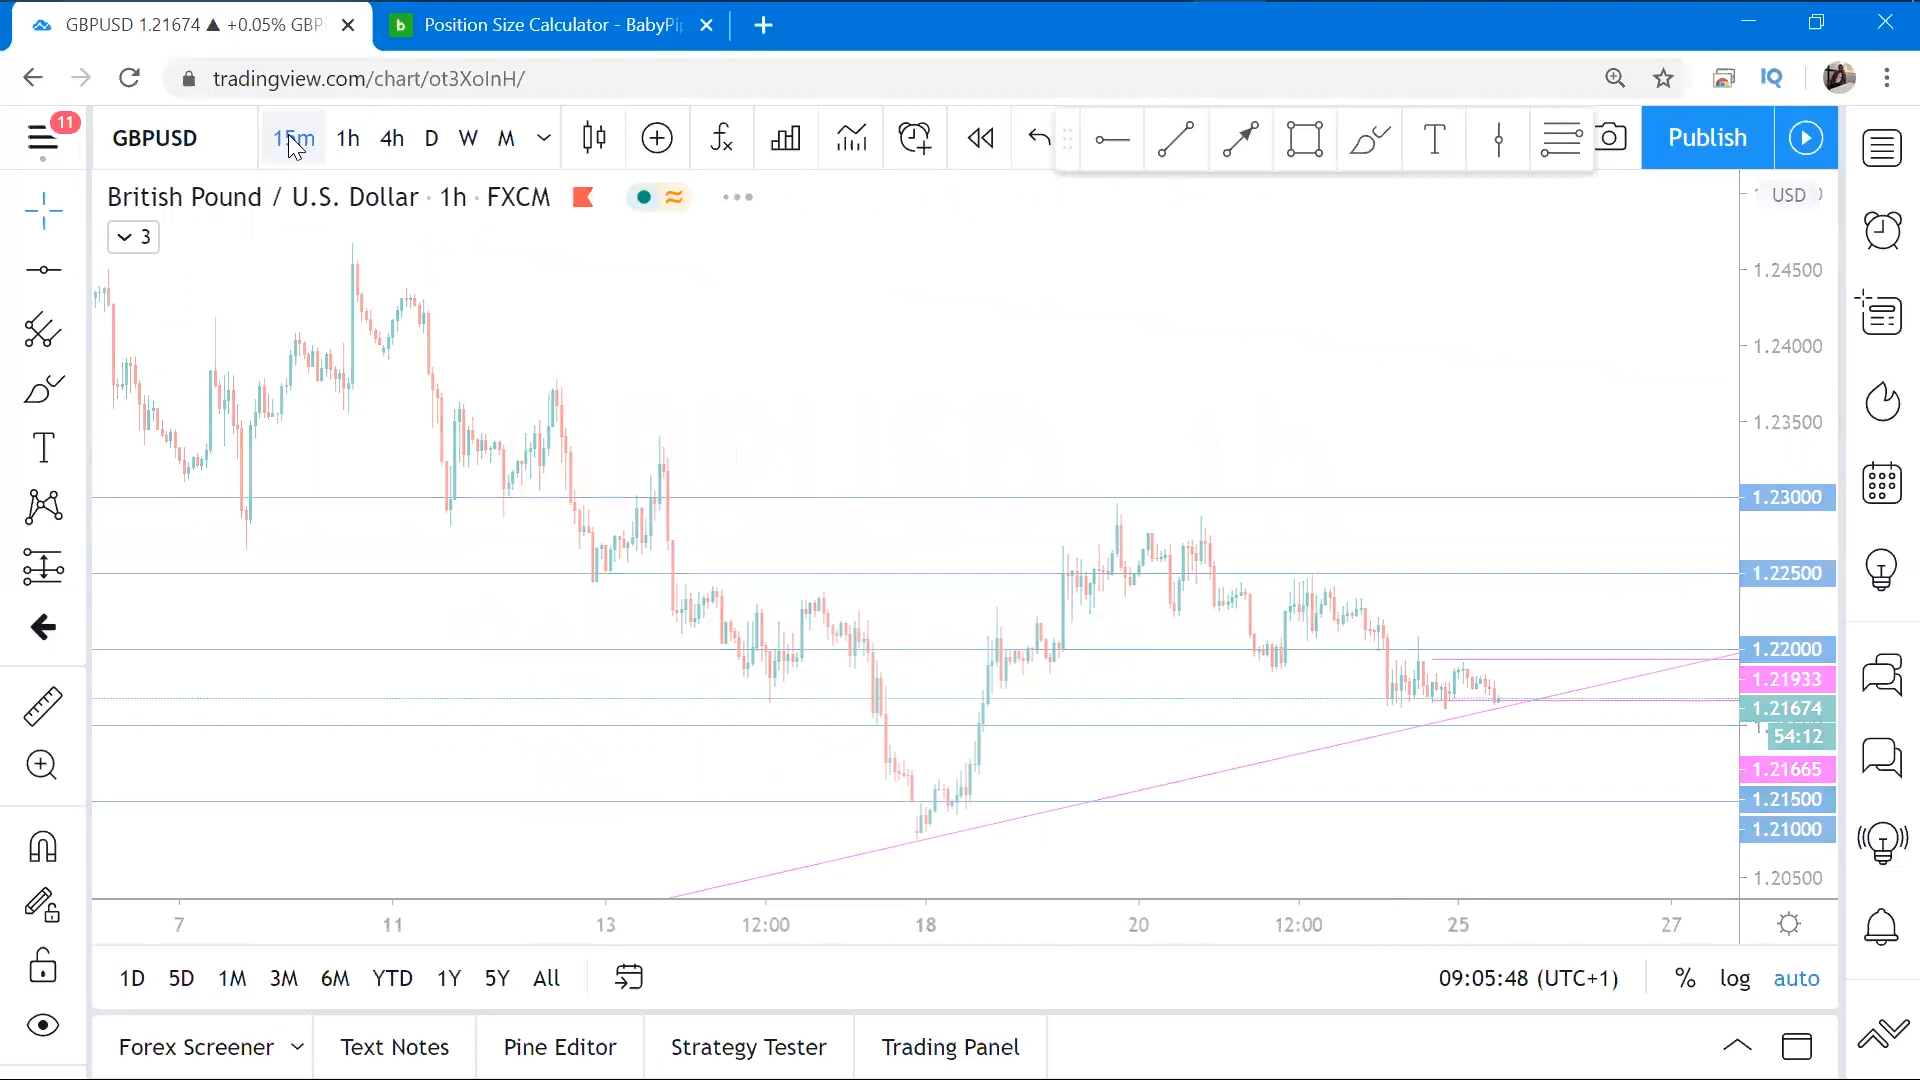 GBPUSD 1.21674 ▲ +0.05% GBP
Position Size Calculator - BabyPip
tradingview.com/chart/ot3XoInH/
11
GBPUSD 15m 1h 4h D W M
Publish
British Pound / U.S. Dollar · 1h · FXCM
USD
3
1.24500
1.24000
1.23500
1.23000
1.22500
1.22000
1.21933
1.21674
54:12
1.21665
1.21500
1.21000
1.20500
7 11 13 12:00 18 20 12:00 25 27
1D 5D 1M 3M 6M YTD 1Y 5Y All
09:05:48 (UTC+1) % log auto
Forex Screener Text Notes Pine Editor Strategy Tester Trading Panel